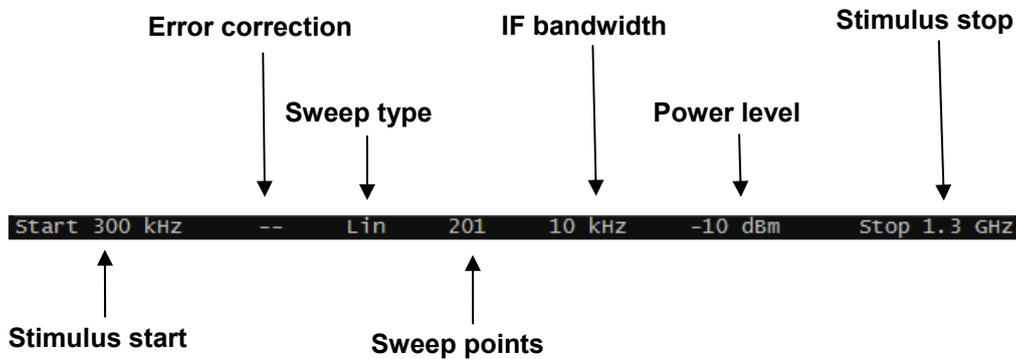 Stimulus stop
Error correction
IF bandwidth
Sweep type
Power level
Start 300 kHz -- Lin 201 10 kHz -10 dBm Stop 1.3 GHz
Stimulus start
Sweep points